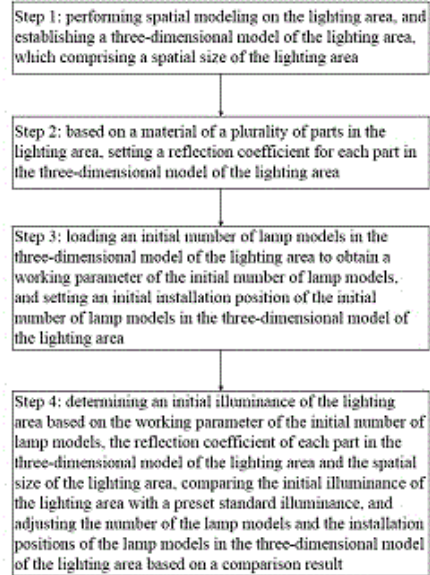 Step 1: performing spatial modeling on the lighting area, and
establishing a three-dimensional model of the lighting area,
which comprising a spatial size of the lighting area
Step 2: based on a material of a plurality of parts in the
lighting area, setting a reflection coefficient for each part in
the three-dimensional model of the lighting area
Step 3: loading an initial number of lamp models in the
three-dimensional model of the lighting area to obtain a
working parameter of the initial number of lamp models,
and setting an initial installation position of the initial
number of lamp models in the three-dimensional model of
the lighting area
Step 4: determining an initial illuminance of the lighting
area based on the working parameter of the initial number of
lamp models, the reflection coefficient of each part in the
three-dimensional model of the lighting area and the spatial
size of the lighting area, comparing the initial illuminance of
the lighting area with a preset standard illuminance, and
adjusting the number of the lamp models and the installation
positions of the lamp models in the three-dimensional model
of the lighting area based on a comparison result